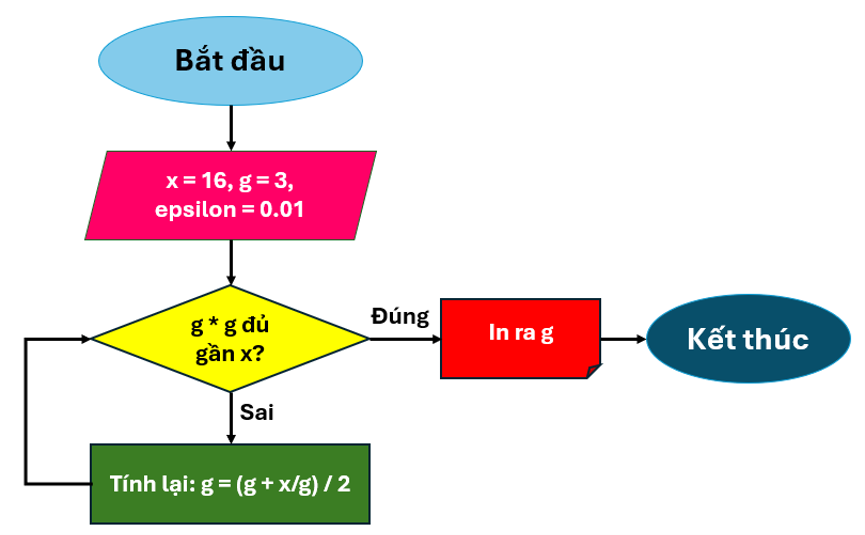 Bắt đầu
x = 16, g = 3,
epsilon = 0.01
g * g đủ
gần x?
Đúng
In ra g
Kết thúc
Sai
Tính lại: g = (g + x/g) / 2